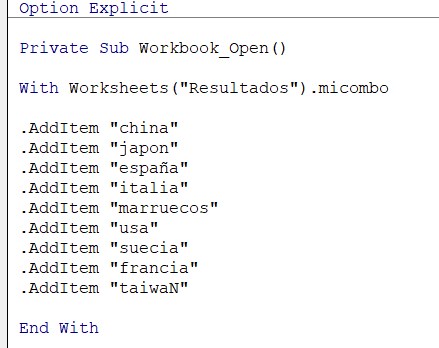 Option Explicit
Private Sub Workbook_Open()
With Worksheets("Resultados").micombo
.AddItem "china"
.AddItem "japon"
.AddItem "españa"
.AddItem "italia"
.AddItem "marruecos"
.AddItem "usa"
.AddItem "suecia"
.AddItem "francia"
.AddItem "taiwaN"
End With